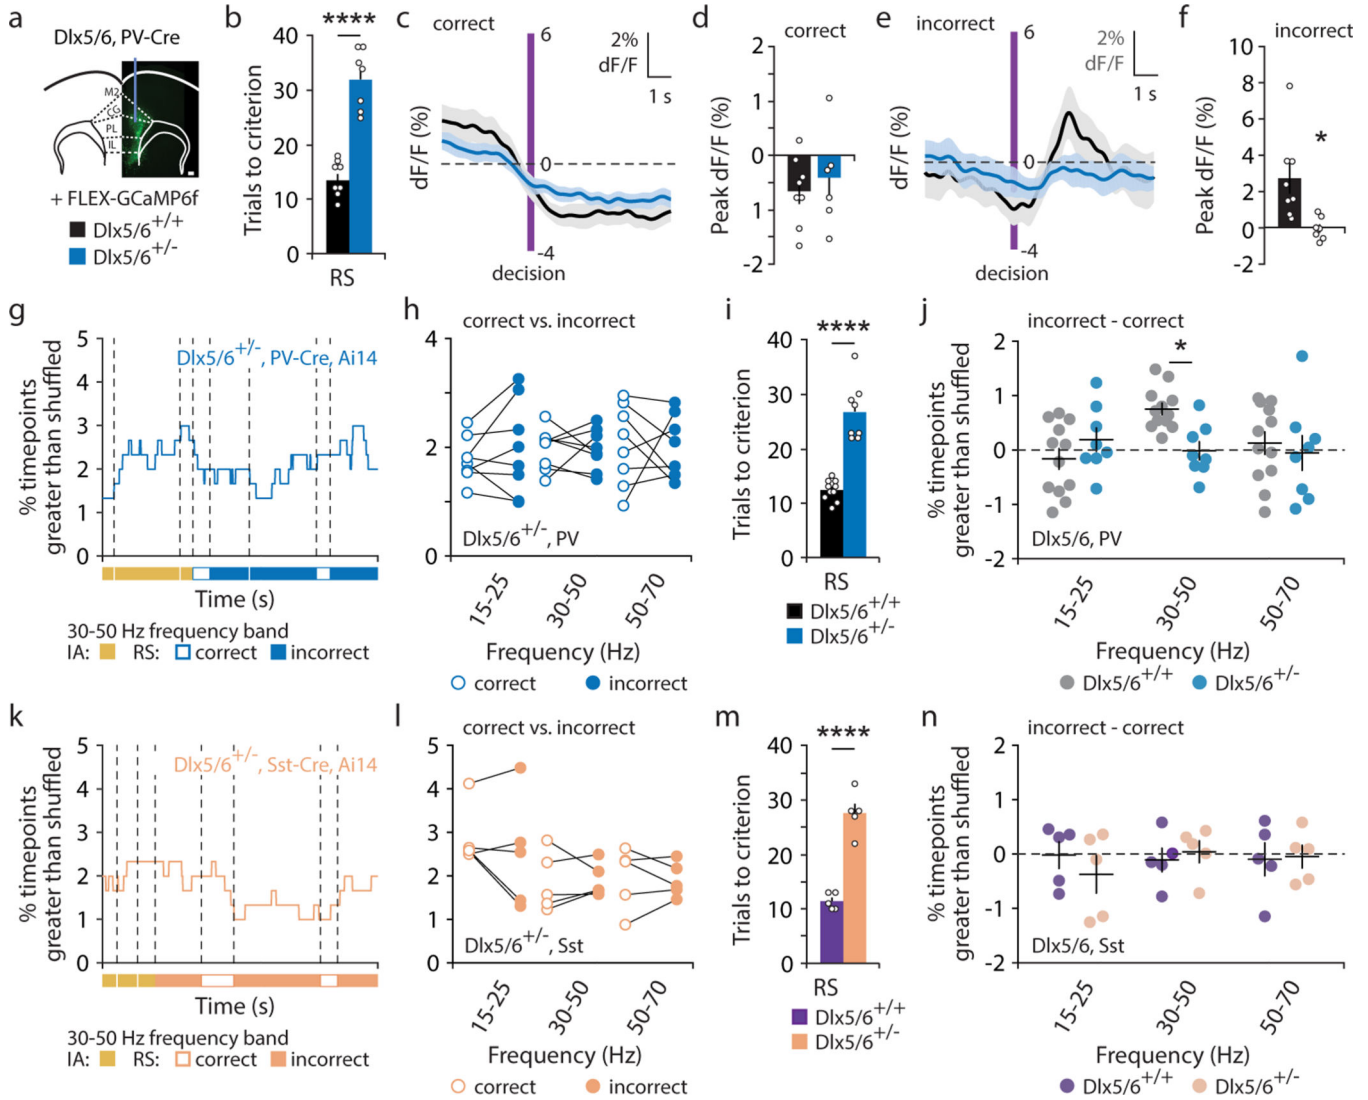 a
Dlx5/6, PV-Cre
M2
CG
PL
IL
+ FLEX-GCaMP6f
Dlx5/6+/+
Dlx5/6+/-
b
****
Trials to criterion
40
30
20
10
0
RS
c
correct
6
2%
dF/F
1 s
dF/F (%)
0
-4
decision
d
correct
Peak dF/F (%)
2
1
0
1
-2
e
incorrect
6
2%
dF/F
1 s
dF/F (%)
0
-4
decision
f
incorrect
Peak dF/F (%)
10
8
6
4
2
0
-2
*
g
% timepoints
greater than shuffled
5
4
3
2
1
0
Dlx5/6+/-, PV-Cre, Ai14
Time (s)
30-50 Hz frequency band
IA: RS: correct incorrect
h
correct vs. incorrect
4
2
0
Dlx5/6+/-, PV
15-25
30-50
50-70
Frequency (Hz)
correct incorrect
i
****
Trials to criterion
40
30
20
10
0
RS
Dlx5/6+/+
Dlx5/6+/-
j
incorrect - correct
% timepoints
greater than shuffled
2
1
0
-1
-2
*
Dlx5/6, PV
15-25
30-50
50-70
Frequency (Hz)
Dlx5/6+/+ Dlx5/6+/-
k
% timepoints
greater than shuffled
5
4
3
2
1
0
Dlx5/6+/-, Sst-Cre, Ai14
Time (s)
30-50 Hz frequency band
IA: RS: correct incorrect
l
correct vs. incorrect
5
4
3
2
1
0
Dlx5/6+/-, Sst
15-25
30-50
50-70
Frequency (Hz)
correct incorrect
m
****
Trials to criterion
40
30
20
10
0
RS
Dlx5/6+/+
Dlx5/6+/-
n
incorrect - correct
% timepoints
greater than shuffled
2
1
0
-1
-2
Dlx5/6, Sst
15-25
30-50
50-70
Frequency (Hz)
Dlx5/6+/+ Dlx5/6+/-